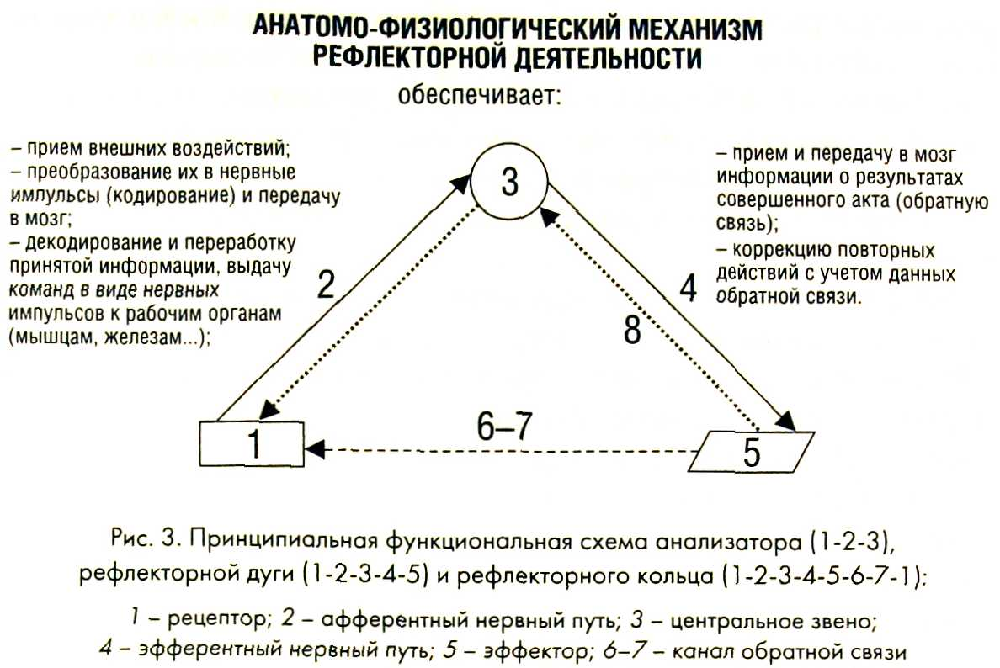 АНАТОМО-ФИЗИОЛОГИЧЕСКИЙ МЕХАНИЗМ
РЕФЛЕКТОРНОЙ ДЕЯТЕЛЬНОСТИ
обеспечивает:
– прием внешних воздействий;
– преобразование их в нервные
импульсы (кодирование) и передачу
в мозг;
– декодирование и переработку
принятой информации, выдачу
команд в виде нервных
импульсов к рабочим органам
(мышцам, железам...);
– прием и передачу в мозг
информации о результатах
совершенного акта (обратную
связь);
– коррекцию повторных
действий с учетом данных
обратной связи.
3
2
4
8
6–7
1
5
Рис. 3. Принципиальная функциональная схема анализатора (1-2-3),
рефлекторной дуги (1-2-3-4-5) и рефлекторного кольца (1-2-3-4-5-6-7-1):
1 – рецептор; 2 – афферентный нервный путь; 3 – центральное звено;
4 – эфферентный нервный путь; 5 – эффектор; 6–7 – канал обратной связи